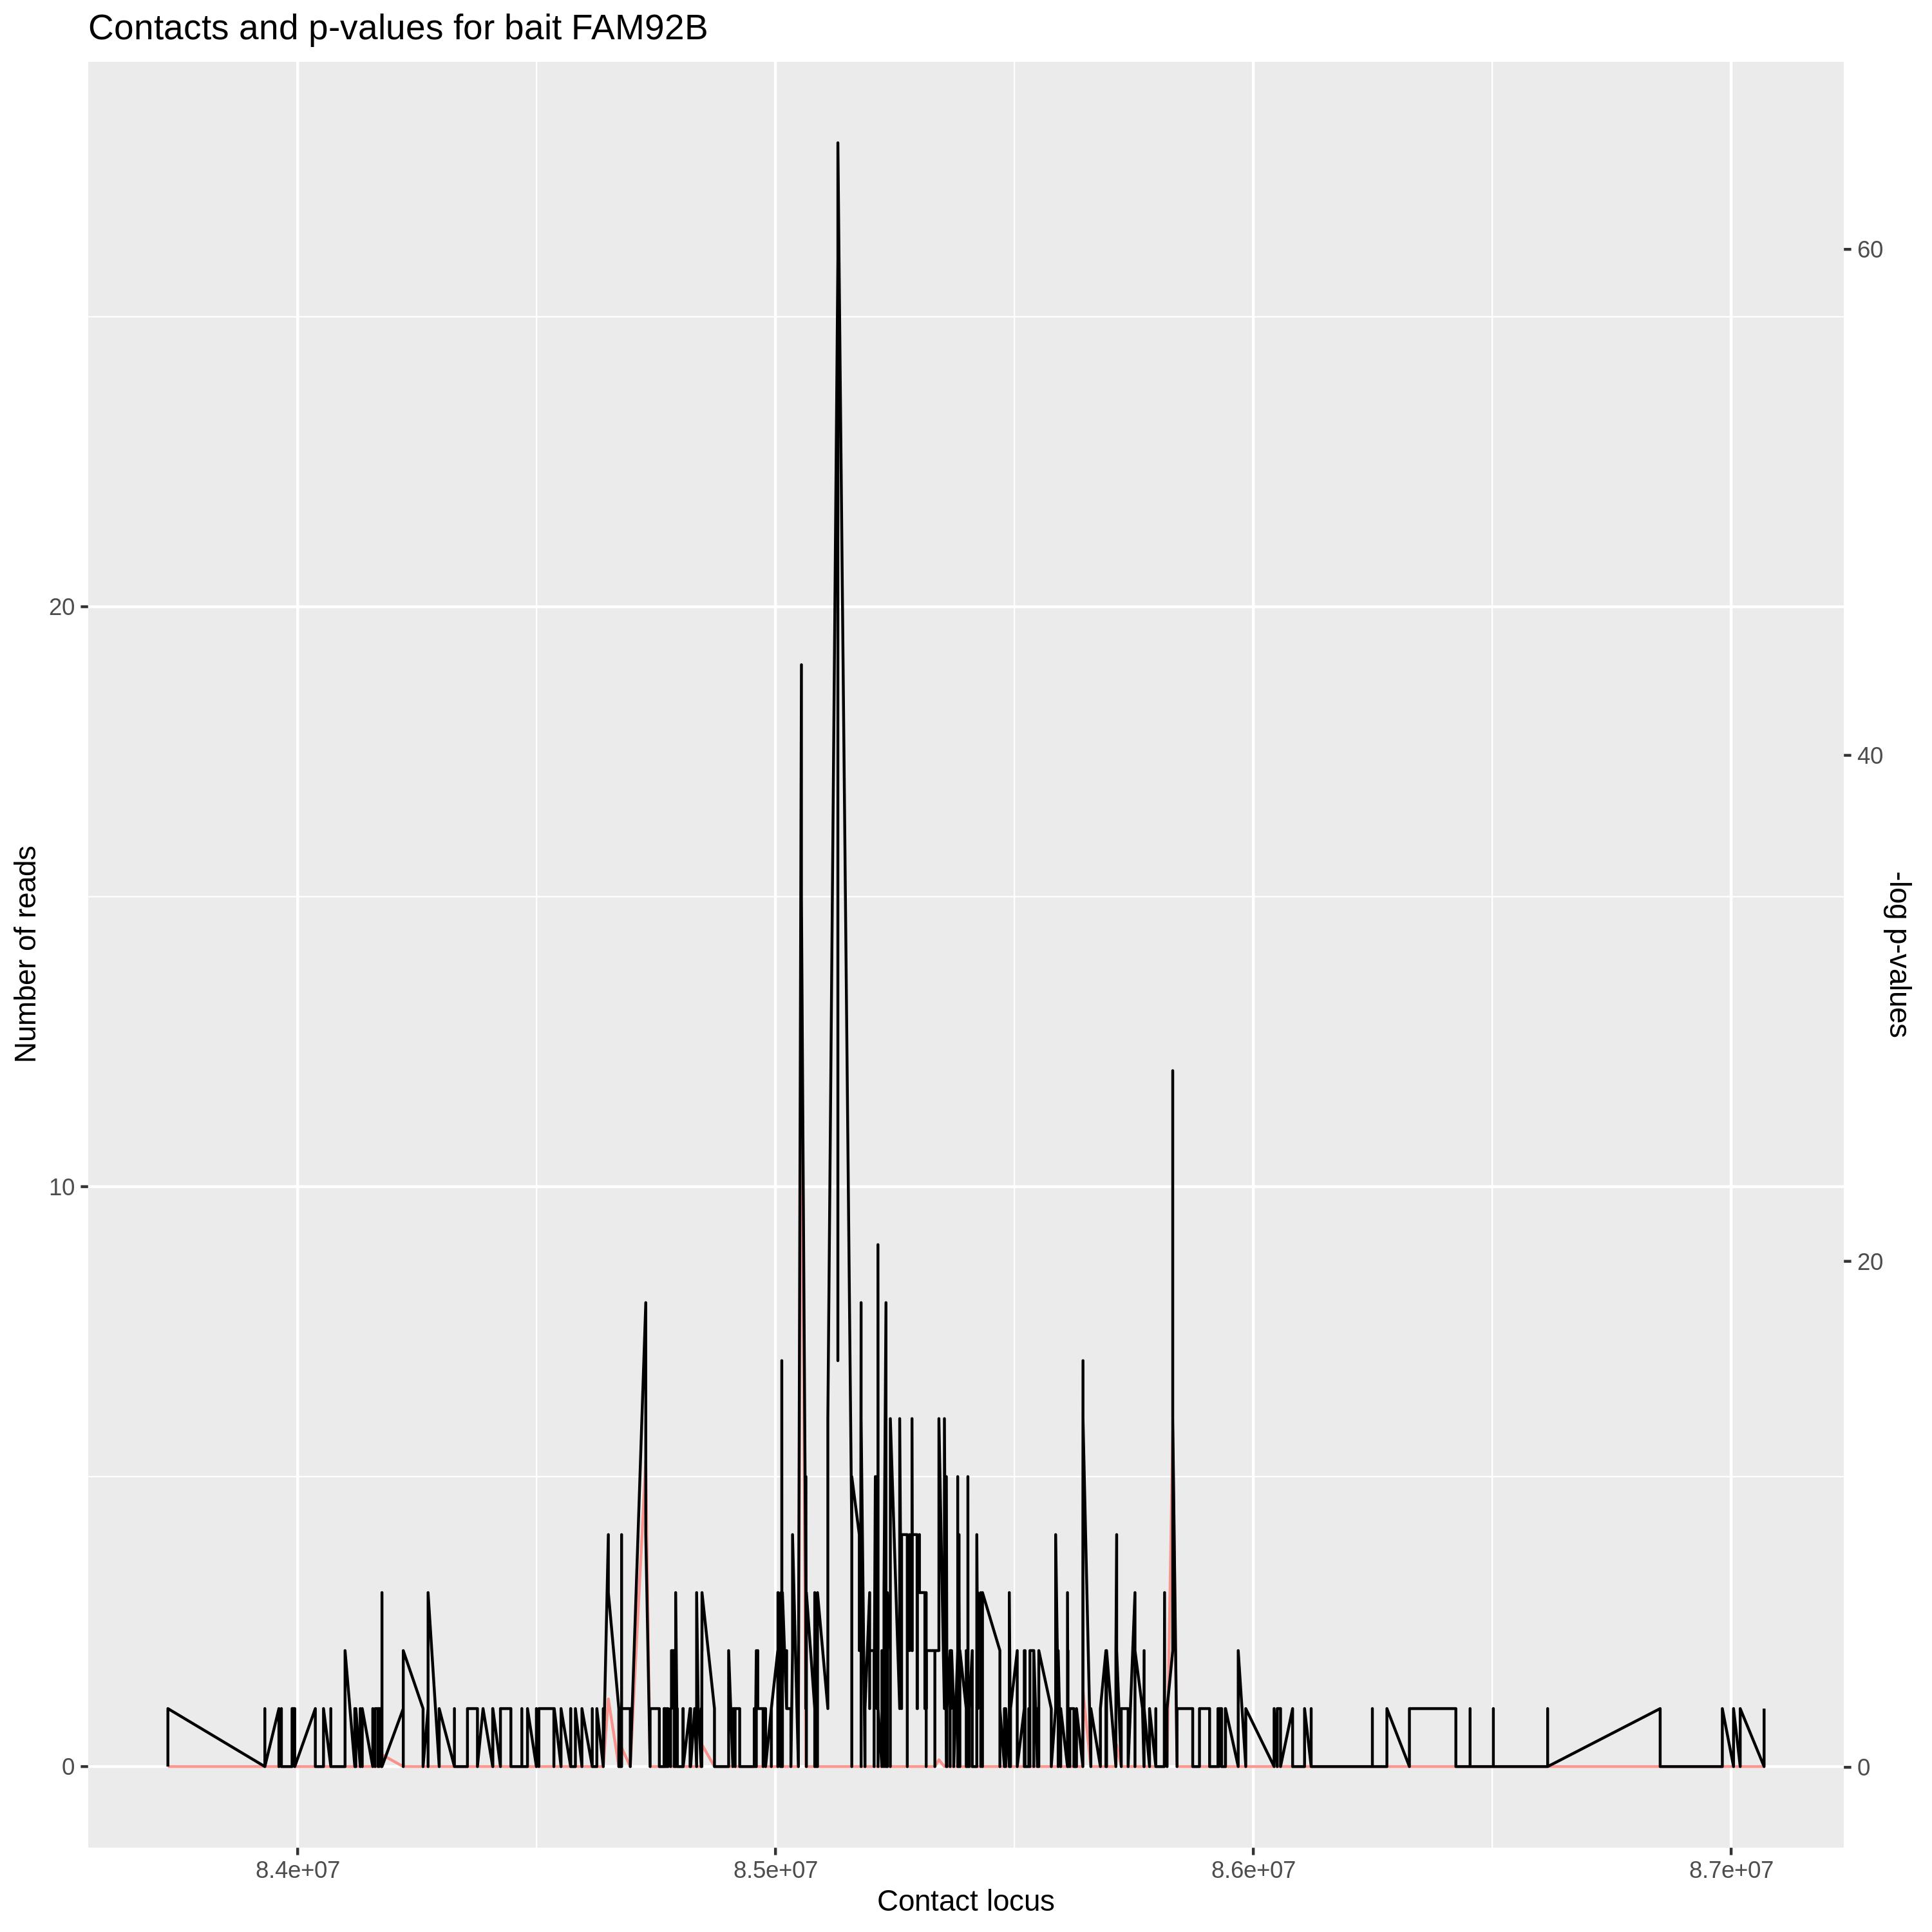 Contacts and p-values for bait FAM92B
60
20
40
Number of reads
-log p-values
10
20
0
0
8.4e+07
8.5e+07
8.6e+07
8.7e+07
Contact locus